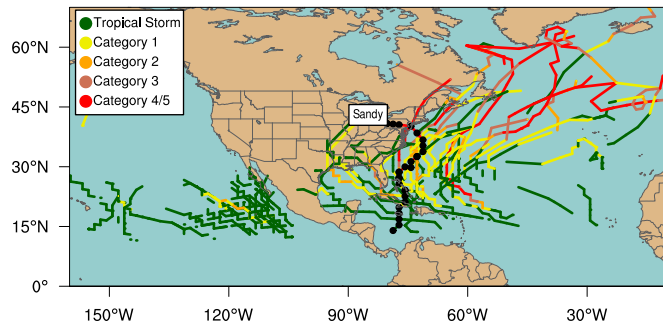 Tropical Storm
Category 1
Category 2
Category 3
Category 4/5
Sandy
60°N
45°N
30°N
15°N
0°
150°W
120°W
90°W
60°W
30°W